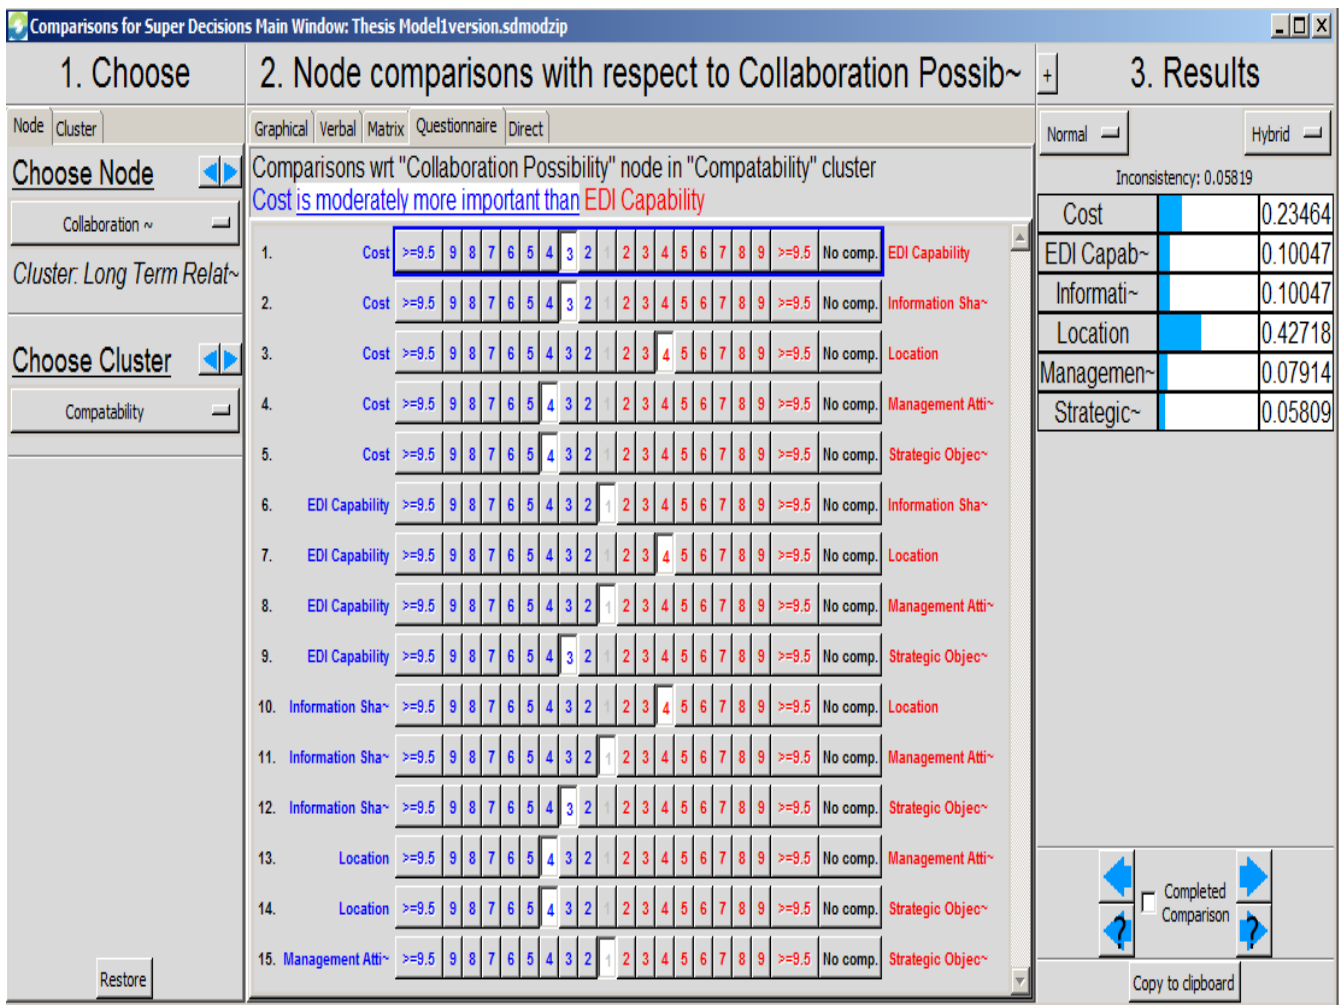 Comparisons for Super Decisions Main Window: Thesis Model1version.sdmodzip
1. Choose
2. Node comparisons with respect to Collaboration Possib~
+
3. Results
Node Cluster
Graphical Verbal Matrix Questionnaire Direct
Normal
Hybrid
Choose Node
Collaboration ~
Cluster: Long Term Relat~
Choose Cluster
Compatability
Restore
Comparisons wrt "Collaboration Possibility" node in "Compatability" cluster
Cost is moderately more important than EDI Capability
1. Cost >=9.5 9 8 7 6 5 4 3 2 1 2 3 4 5 6 7 8 9 >=9.5 No comp. EDI Capability
2. Cost >=9.5 9 8 7 6 5 4 3 2 1 2 3 4 5 6 7 8 9 >=9.5 No comp. Information Sha~
3. Cost >=9.5 9 8 7 6 5 4 3 2 1 2 3 4 5 6 7 8 9 >=9.5 No comp. Location
4. Cost >=9.5 9 8 7 6 5 4 3 2 1 2 3 4 5 6 7 8 9 >=9.5 No comp. Management Atti~
5. Cost >=9.5 9 8 7 6 5 4 3 2 1 2 3 4 5 6 7 8 9 >=9.5 No comp. Strategic Objec~
6. EDI Capability >=9.5 9 8 7 6 5 4 3 2 1 2 3 4 5 6 7 8 9 >=9.5 No comp. Information Sha~
7. EDI Capability >=9.5 9 8 7 6 5 4 3 2 1 2 3 4 5 6 7 8 9 >=9.5 No comp. Location
8. EDI Capability >=9.5 9 8 7 6 5 4 3 2 1 2 3 4 5 6 7 8 9 >=9.5 No comp. Management Atti~
9. EDI Capability >=9.5 9 8 7 6 5 4 3 2 1 2 3 4 5 6 7 8 9 >=9.5 No comp. Strategic Objec~
10. Information Sha~ >=9.5 9 8 7 6 5 4 3 2 1 2 3 4 5 6 7 8 9 >=9.5 No comp. Location
11. Information Sha~ >=9.5 9 8 7 6 5 4 3 2 1 2 3 4 5 6 7 8 9 >=9.5 No comp. Management Atti~
12. Information Sha~ >=9.5 9 8 7 6 5 4 3 2 1 2 3 4 5 6 7 8 9 >=9.5 No comp. Strategic Objec~
13. Location >=9.5 9 8 7 6 5 4 3 2 1 2 3 4 5 6 7 8 9 >=9.5 No comp. Management Atti~
14. Location >=9.5 9 8 7 6 5 4 3 2 1 2 3 4 5 6 7 8 9 >=9.5 No comp. Strategic Objec~
15. Management Atti~ >=9.5 9 8 7 6 5 4 3 2 1 2 3 4 5 6 7 8 9 >=9.5 No comp. Strategic Objec~
Inconsistency: 0.05819
Cost 0.23464
EDI Capab~ 0.10047
Informati~ 0.10047
Location 0.42718
Managemen~ 0.07914
Strategic~ 0.05809
Completed
Comparison
? ?
Copy to clipboard